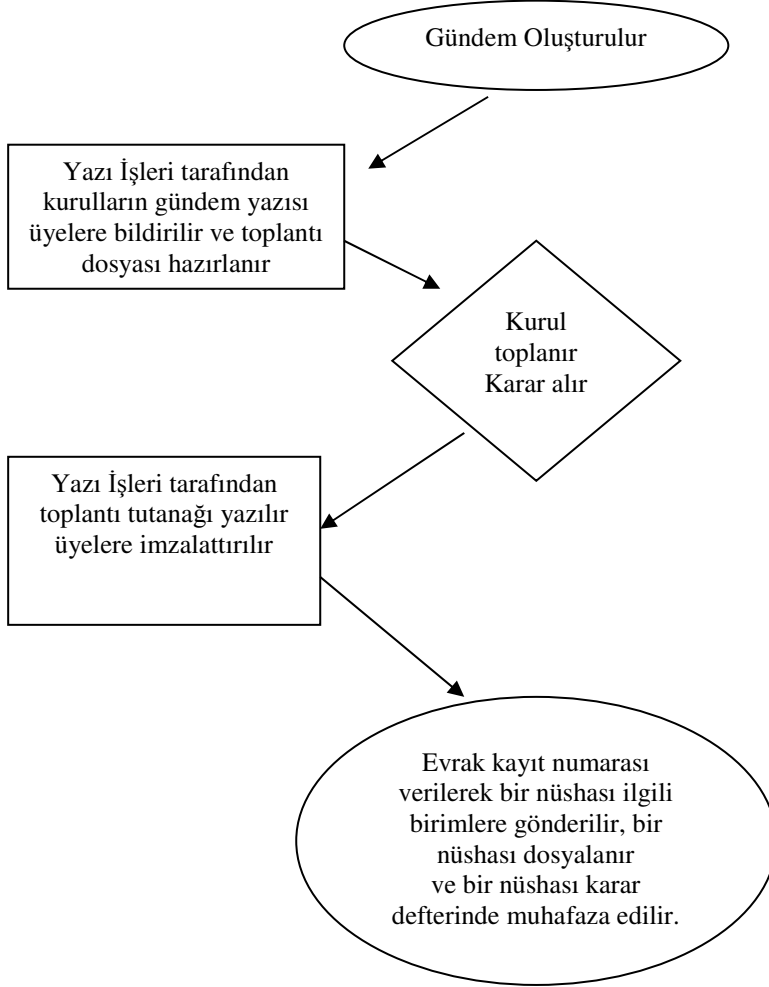 Gündem Oluşturulur
Yazı İşleri tarafından
kurulların gündem yazısı
üyelere bildirilir ve toplantı
dosyası hazırlanır
Kurul
toplanır
Karar alır
Yazı İşleri tarafından
toplantı tutanağı yazılır
üyelere imzalattırılır
Evrak kayıt numarası
verilerek bir nüshası ilgili
birimlere gönderilir, bir
nüshası dosyalanır
ve bir nüshası karar
defterinde muhafaza edilir.